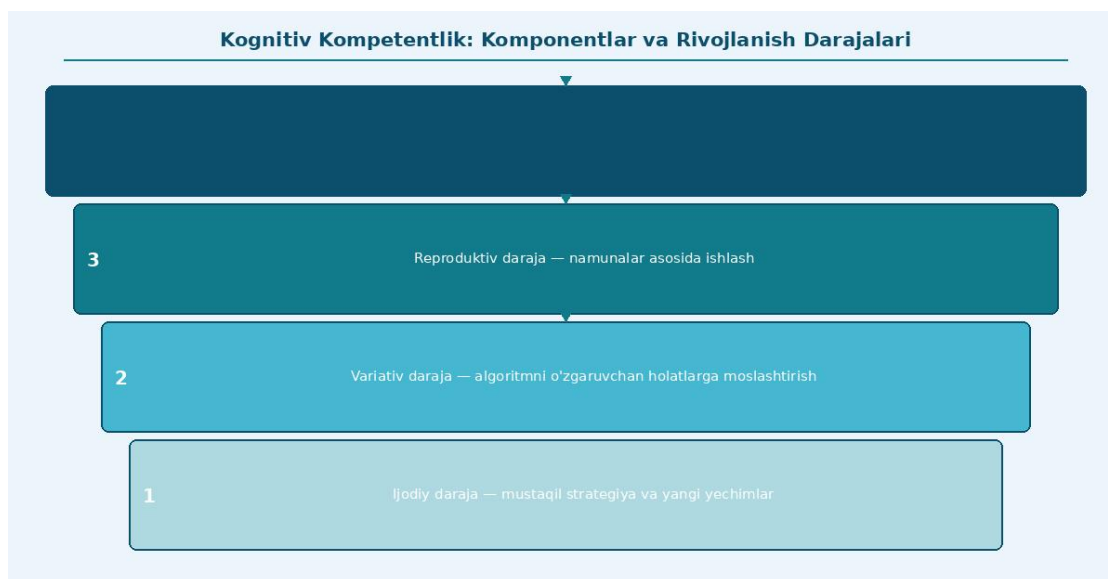 Kognitiv Kompetentlik: Komponentlar va Rivojlanish Darajalari
3 Reproduktiv daraja — namunalar asosida ishlash
2 Variativ daraja — algoritmni o'zgaruvchan holatlarga moslashtirish
1 Ijodiy daraja — mustaqil strategiya va yangi yechimlar